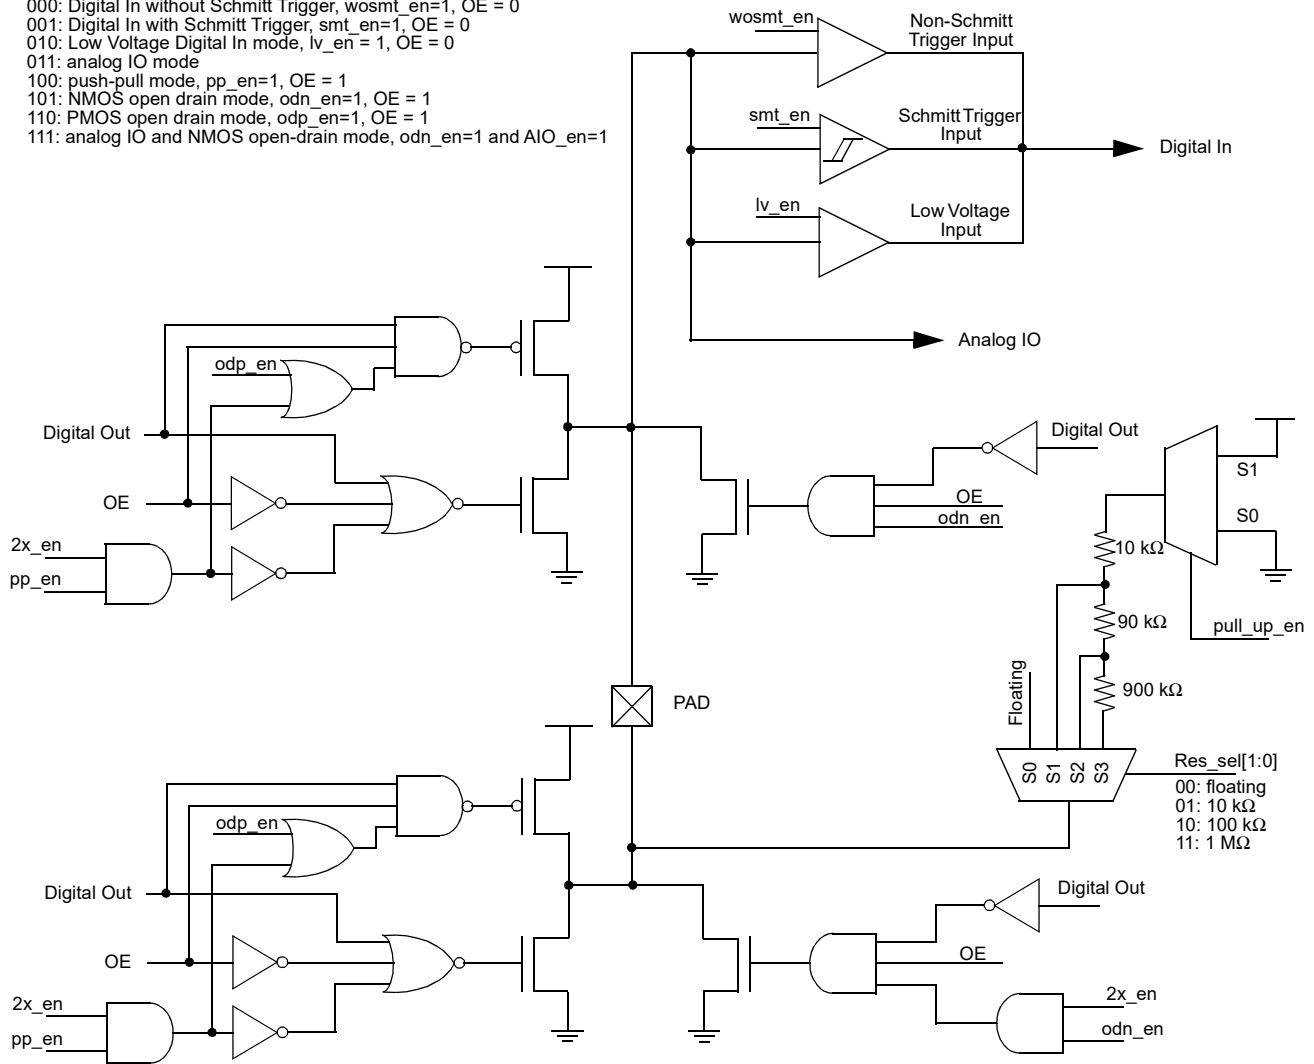 000: Digital In without Schmitt Trigger, wosmt_en=1, OE = 0
001: Digital In with Schmitt Trigger, smt_en=1, OE = 0
010: Low Voltage Digital In mode, lv_en = 1, OE = 0
011: analog IO mode
100: push-pull mode, pp_en=1, OE = 1
101: NMOS open drain mode, odn_en=1, OE = 1
110: PMOS open drain mode, odp_en=1, OE = 1
111: analog IO and NMOS open-drain mode, odn_en=1 and AIO_en=1
wosmt_en
Non-Schmitt
Trigger Input
smt_en
Schmitt Trigger
Input
Digital In
lv_en
Low Voltage
Input
Analog IO
odp_en
Digital Out
OE
2x_en
pp_en
Digital Out
OE
odn_en
S1
S0
10 kΩ
90 kΩ
pull_up_en
900 kΩ
Floating
PAD
S0
S1
S2
S3
Res_sel[1:0]
00: floating
01: 10 kΩ
10: 100 kΩ
11: 1 MΩ
odp_en
Digital Out
OE
2x_en
pp_en
Digital Out
OE
2x_en
odn_en